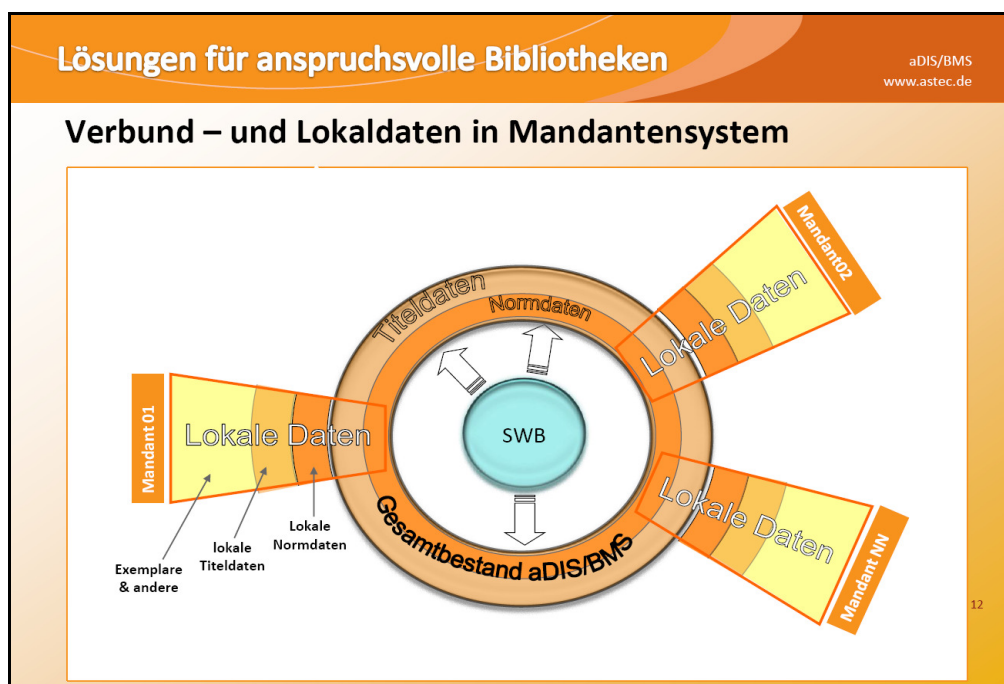 Lösungen für anspruchsvolle Bibliotheken
aDIS/BMS
www.astec.de
Verbund – und Lokaldaten in Mandantensystem
Titeldaten
Normdaten
SWB
Gesamtbestand aDIS/BMS
Mandant 01
Lokale Daten
Exemplare
& andere
lokale
Titeldaten
Lokale
Normdaten
Mandant02
Lokale Daten
Mandant NN
Lokale Daten
12